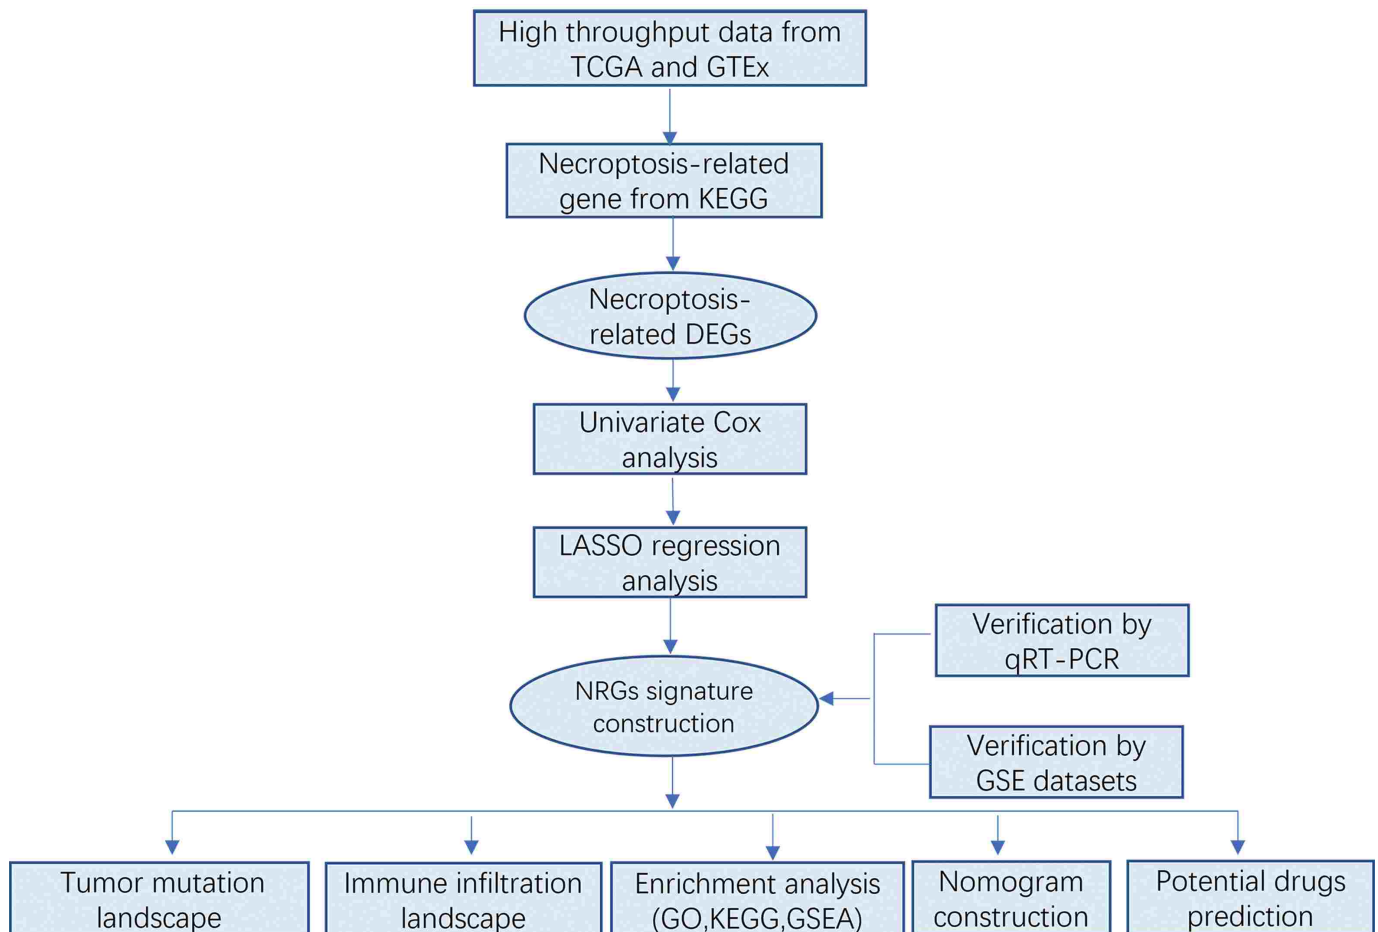 High throughput data from
TCGA and GTEx
Necroptosis-related
gene from KEGG
Necroptosis-
related DEGs
Univariate Cox
analysis
LASSO regression
analysis
Verification by
qRT-PCR
NRGs signature
construction
Verification by
GSE datasets
Tumor mutation
landscape
Immune infiltration
landscape
Enrichment analysis
(GO,KEGG,GSEA)
Nomogram
construction
Potential drugs
prediction